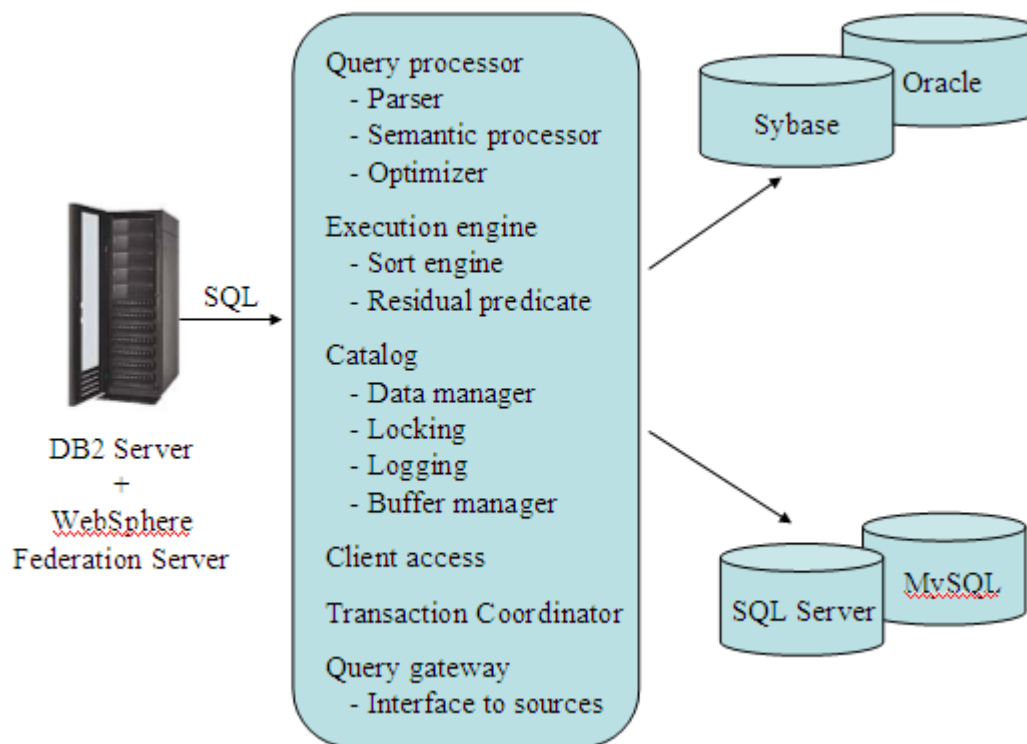 Query processor
- Parser
- Semantic processor
- Optimizer
Execution engine
- Sort engine
- Residual predicate
Catalog
- Data manager
- Locking
- Logging
- Buffer manager
Client access
Transaction Coordinator
Query gateway
- Interface to sources
SQL
DB2 Server
+
WebSphere
Federation Server
Oracle
Sybase
MySQL
SQL Server